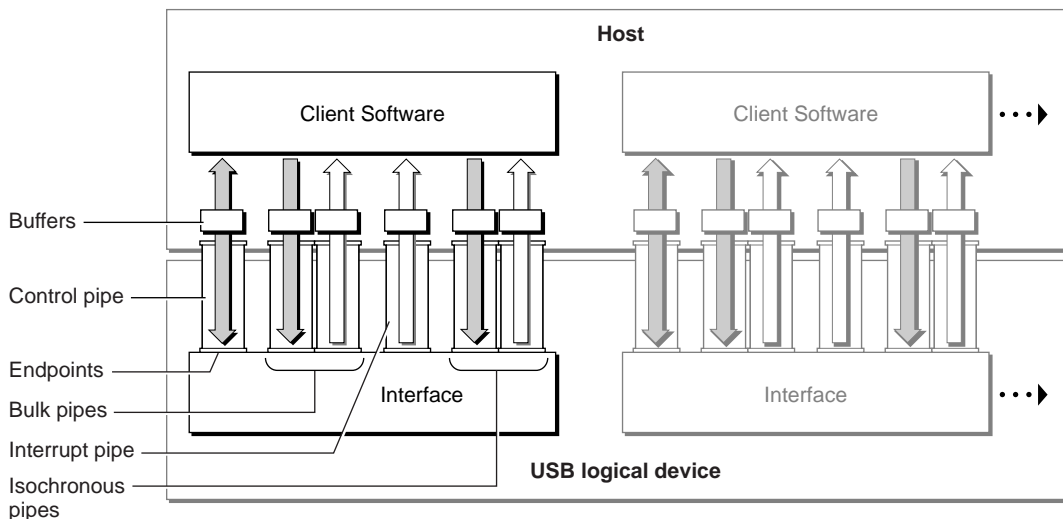 Host
Client Software
Client Software
Buffers
Control pipe
Endpoints
Interface
Interface
Bulk pipes
Interrupt pipe
USB logical device
Isochronous
pipes